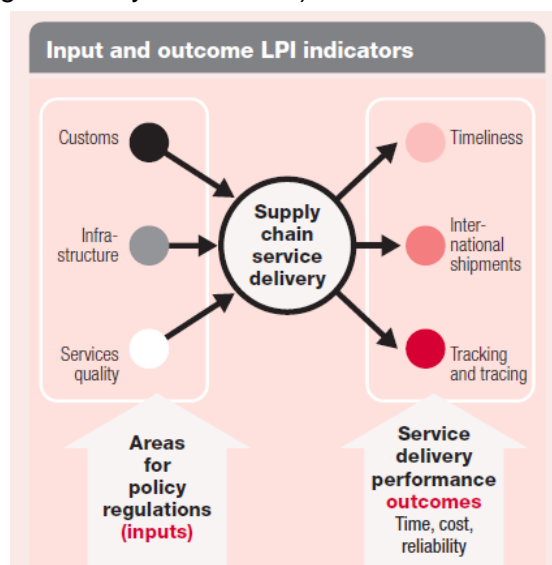 Input and outcome LPI indicators
Customs
Infra-
structure
Services
quality
Supply
chain
service
delivery
Timeliness
Inter-
national
shipments
Tracking
and tracing
Areas
for
policy
regulations
(inputs)
Service
delivery
performance
outcomes
Time, cost,
reliability